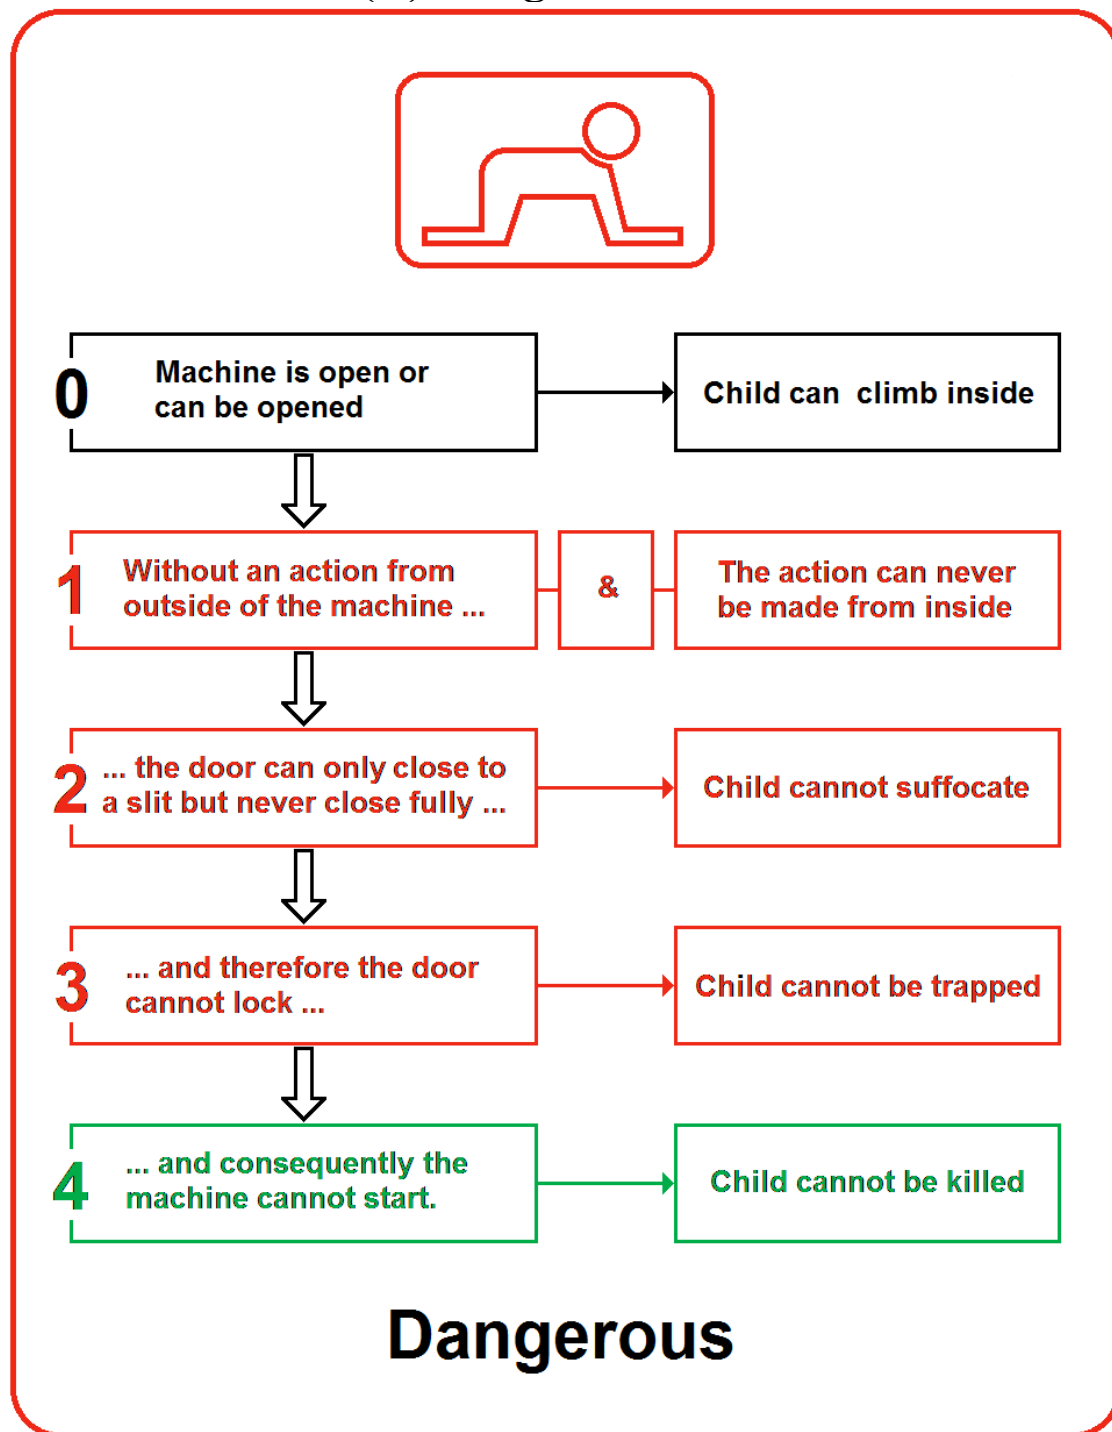 0
Machine is open or
can be opened
Child can climb inside
1
Without an action from
outside of the machine ...
&
The action can never
be made from inside
2
... the door can only close to
a slit but never close fully ...
Child cannot suffocate
3
... and therefore the door
cannot lock ...
Child cannot be trapped
4
... and consequently the
machine cannot start.
Child cannot be killed
Dangerous